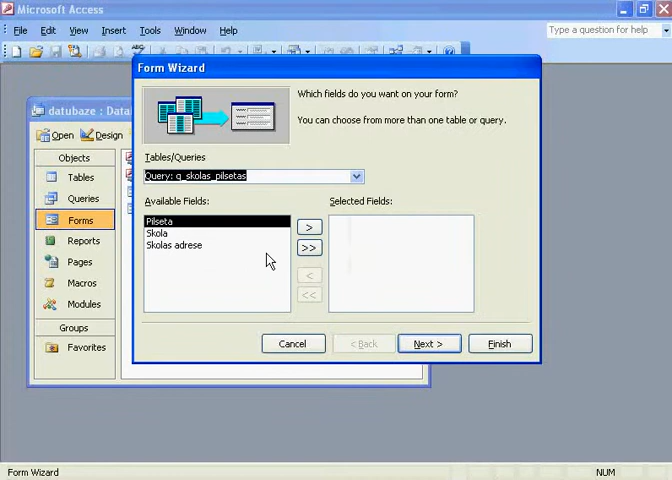 Microsoft Access
File Edit View Insert Tools Window Help
Type a question for help
datubaze : Data
Open Design
Objects
Tables
Queries
Forms
Reports
Pages
Macros
Modules
Groups
Favorites
Form Wizard
Which fields do you want on your form?
You can choose from more than one table or query.
Tables/Queries
Query: q_skolas_pilsetas
Available Fields:
Selected Fields:
Pilseta
Skola
Skolas adrese
>
>>
<
<<
Cancel
< Back
Next >
Finish
Form Wizard
NUM